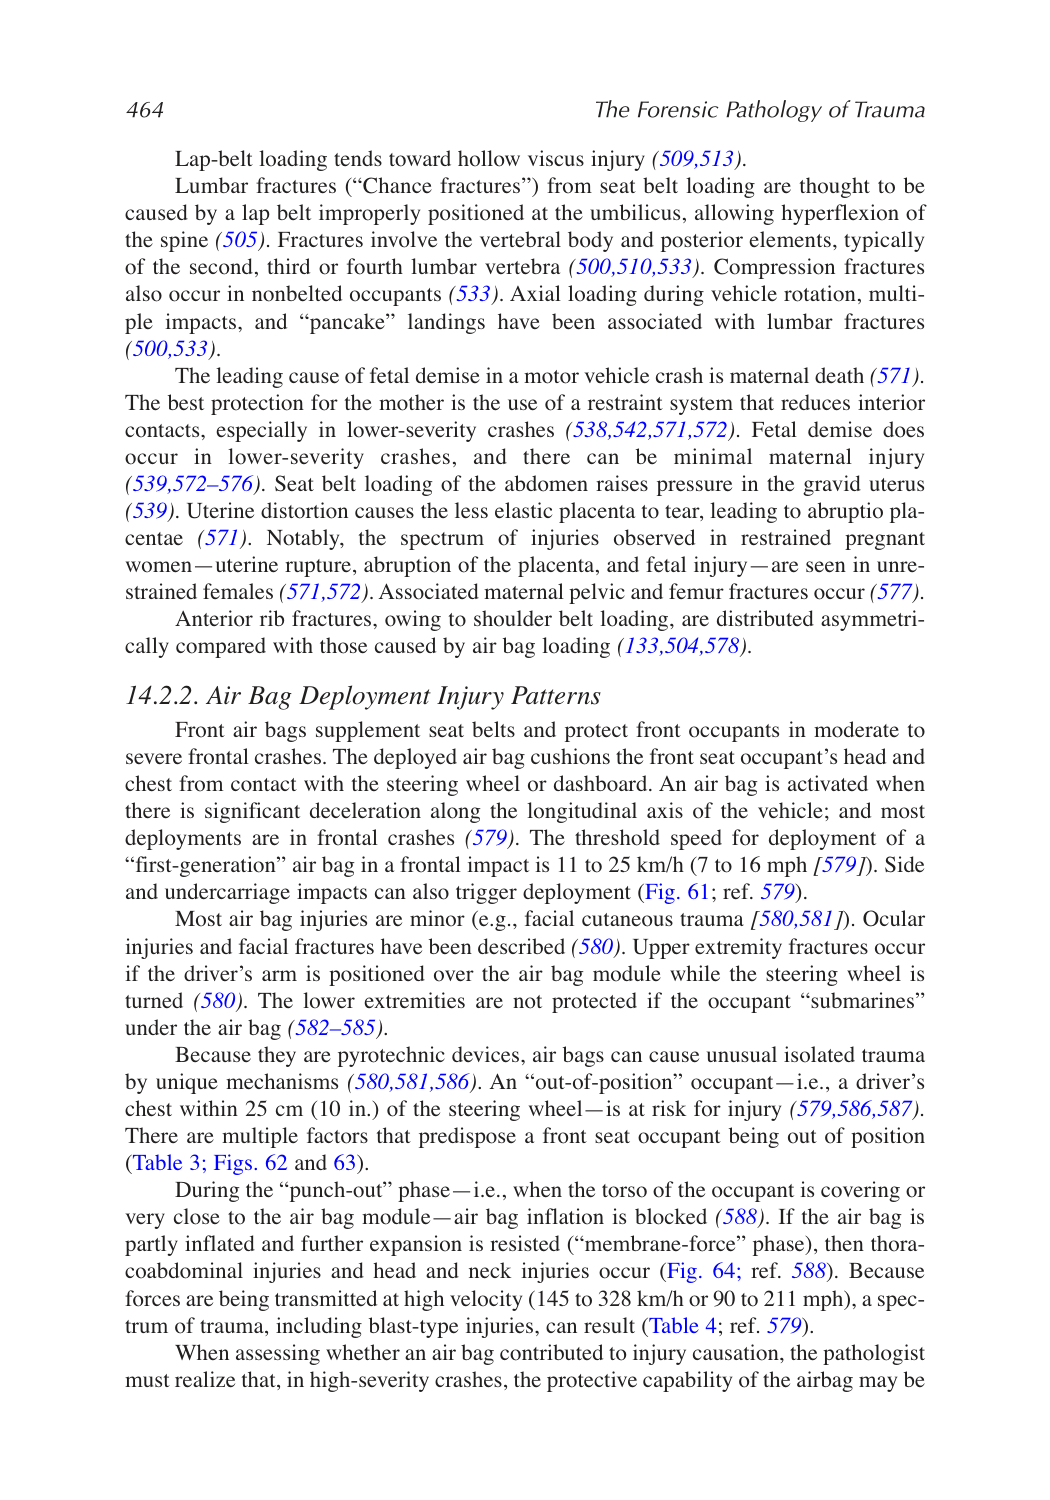 464 The Forensic Pathology of Trauma
Lap-belt loading tends toward hollow viscus injury (509,513).
Lumbar fractures (“Chance fractures”) from seat belt loading are thought to be
caused by a lap belt improperly positioned at the umbilicus, allowing hyperflexion of
the spine (505). Fractures involve the vertebral body and posterior elements, typically
of the second, third or fourth lumbar vertebra (500,510,533). Compression fractures
also occur in nonbelted occupants (533). Axial loading during vehicle rotation, multi-
ple impacts, and “pancake” landings have been associated with lumbar fractures
(500,533).
The leading cause of fetal demise in a motor vehicle crash is maternal death (571).
The best protection for the mother is the use of a restraint system that reduces interior
contacts, especially in lower-severity crashes (538,542,571,572). Fetal demise does
occur in lower-severity crashes, and there can be minimal maternal injury
(539,572–576). Seat belt loading of the abdomen raises pressure in the gravid uterus
(539). Uterine distortion causes the less elastic placenta to tear, leading to abruptio pla-
centae (571). Notably, the spectrum of injuries observed in restrained pregnant
women—uterine rupture, abruption of the placenta, and fetal injury—are seen in unre-
strained females (571,572). Associated maternal pelvic and femur fractures occur (577).
Anterior rib fractures, owing to shoulder belt loading, are distributed asymmetri-
cally compared with those caused by air bag loading (133,504,578).
14.2.2. Air Bag Deployment Injury Patterns
Front air bags supplement seat belts and protect front occupants in moderate to
severe frontal crashes. The deployed air bag cushions the front seat occupant’s head and
chest from contact with the steering wheel or dashboard. An air bag is activated when
there is significant deceleration along the longitudinal axis of the vehicle; and most
deployments are in frontal crashes (579). The threshold speed for deployment of a
“first-generation” air bag in a frontal impact is 11 to 25 km/h (7 to 16 mph [579]). Side
and undercarriage impacts can also trigger deployment (Fig. 61; ref. 579).
Most air bag injuries are minor (e.g., facial cutaneous trauma [580,581]). Ocular
injuries and facial fractures have been described (580). Upper extremity fractures occur
if the driver’s arm is positioned over the air bag module while the steering wheel is
turned (580). The lower extremities are not protected if the occupant “submarines”
under the air bag (582–585).
Because they are pyrotechnic devices, air bags can cause unusual isolated trauma
by unique mechanisms (580,581,586). An “out-of-position” occupant—i.e., a driver’s
chest within 25 cm (10 in.) of the steering wheel—is at risk for injury (579,586,587).
There are multiple factors that predispose a front seat occupant being out of position
(Table 3; Figs. 62 and 63).
During the “punch-out” phase—i.e., when the torso of the occupant is covering or
very close to the air bag module—air bag inflation is blocked (588). If the air bag is
partly inflated and further expansion is resisted (“membrane-force” phase), then thora-
coabdominal injuries and head and neck injuries occur (Fig. 64; ref. 588). Because
forces are being transmitted at high velocity (145 to 328 km/h or 90 to 211 mph), a spec-
trum of trauma, including blast-type injuries, can result (Table 4; ref. 579).
When assessing whether an air bag contributed to injury causation, the pathologist
must realize that, in high-severity crashes, the protective capability of the airbag may be